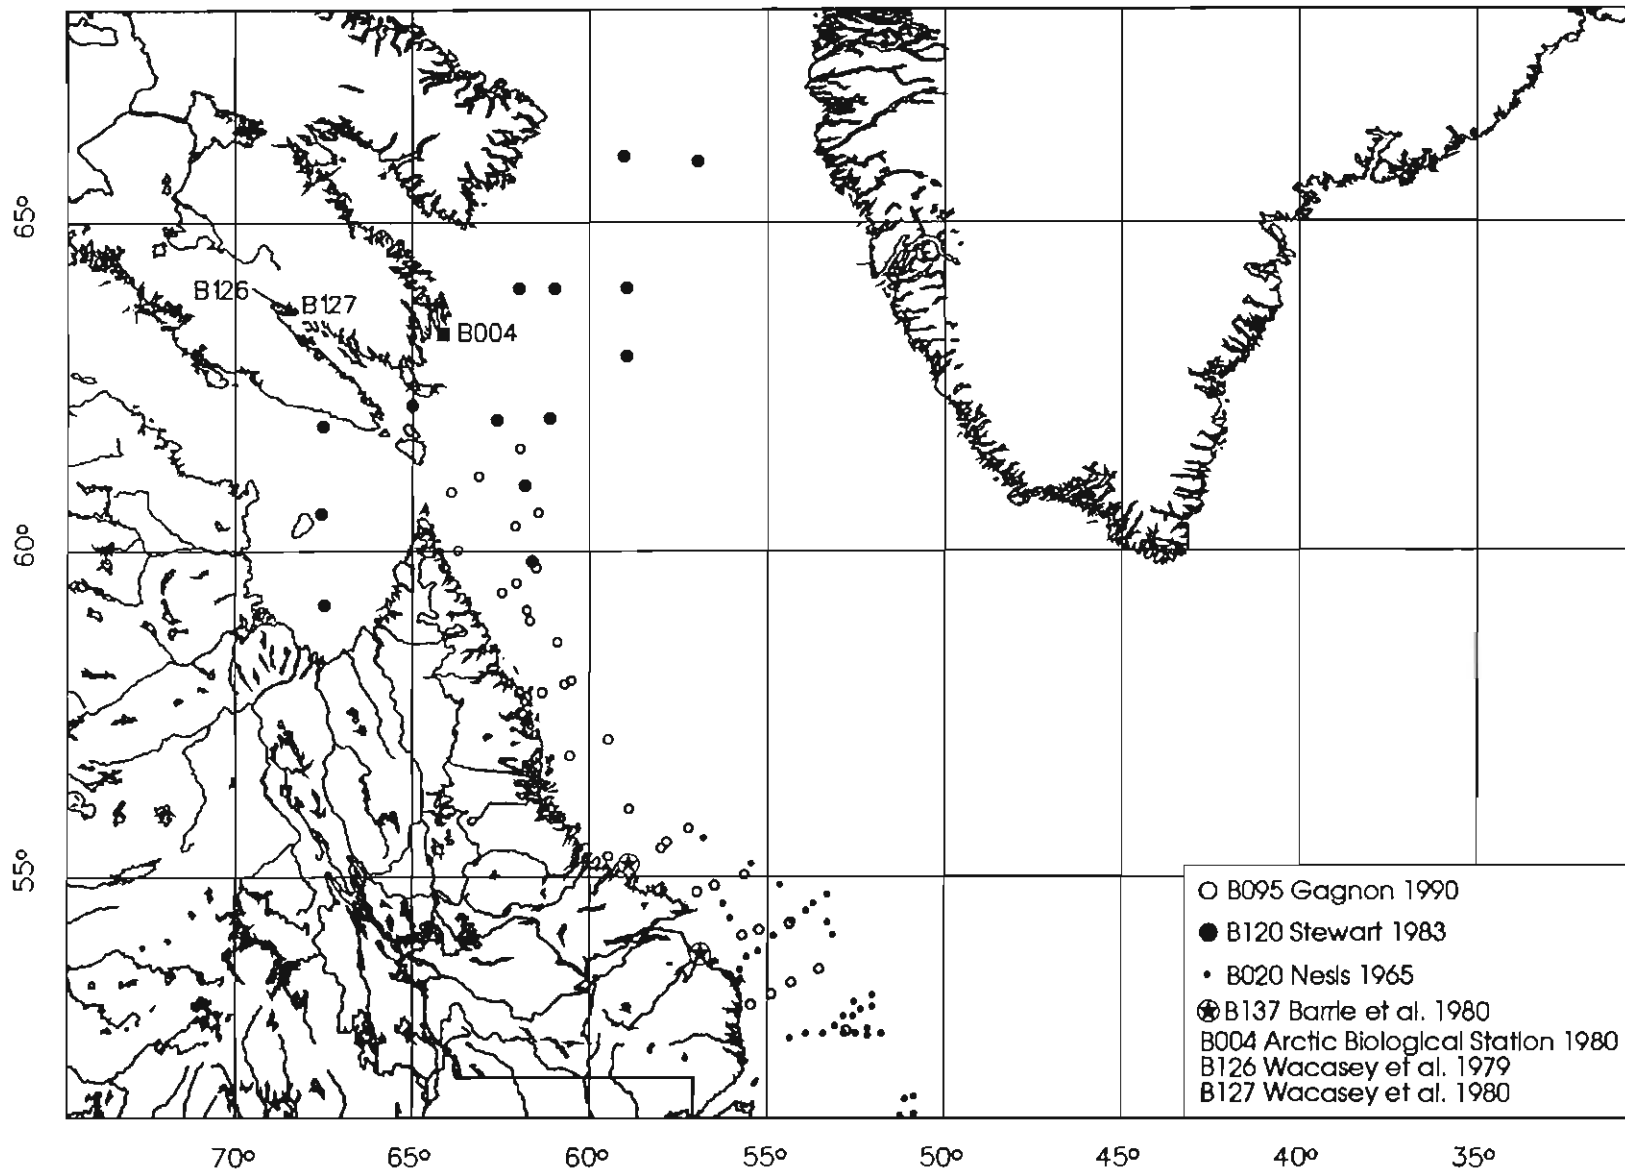 65°
B126
B127
B004
60°
55°
○ B095 Gagnon 1990
● B120 Stewart 1983
• B020 Nesis 1965
B137 Barrie et al. 1980
B004 Arctic Biological Station 1980
B126 Wacasey et al. 1979
B127 Wacasey et al. 1980
70° 65° 60° 55° 50° 45° 40° 35°